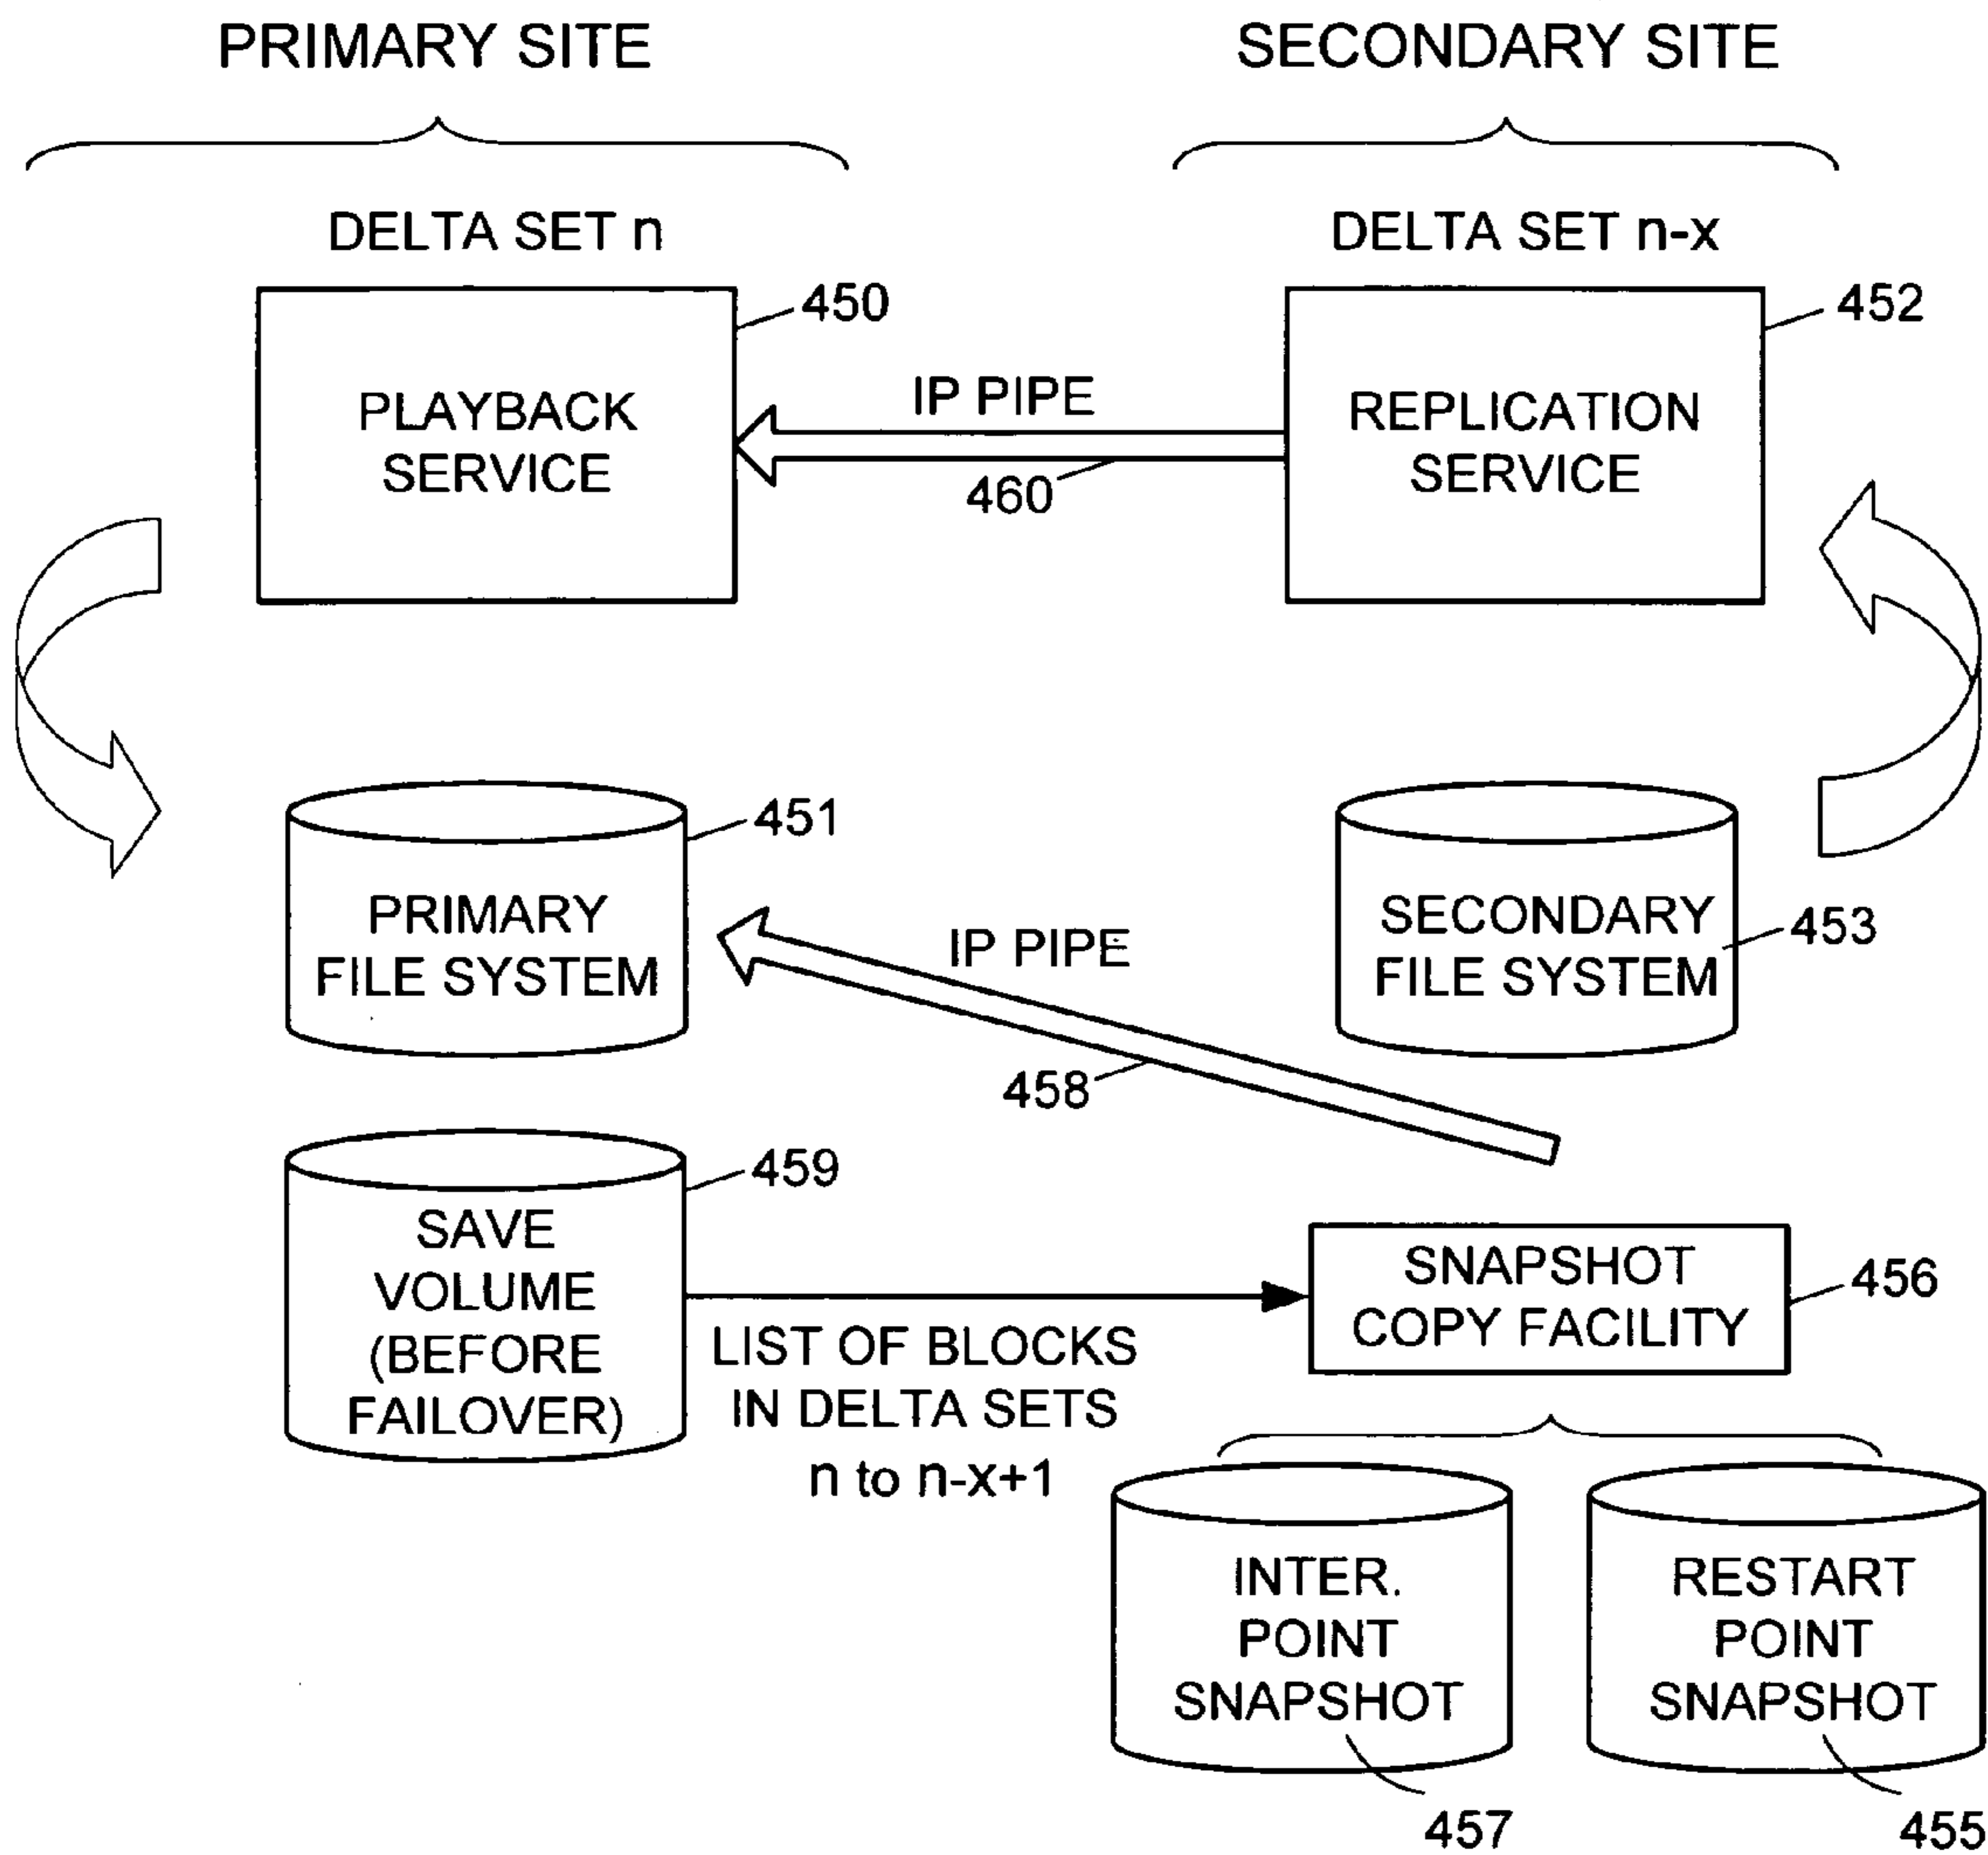 PRIMARY SITE
SECONDARY SITE
DELTA SET n
DELTA SET n-x
450
452
PLAYBACK
SERVICE
IP PIPE
460
REPLICATION
SERVICE
451
PRIMARY
FILE SYSTEM
IP PIPE
458
SECONDARY
FILE SYSTEM
453
459
SAVE
VOLUME
(BEFORE
FAILOVER)
LIST OF BLOCKS
IN DELTA SETS
n to n-x+1
SNAPSHOT
COPY FACILITY
456
INTER.
POINT
SNAPSHOT
457
RESTART
POINT
SNAPSHOT
455